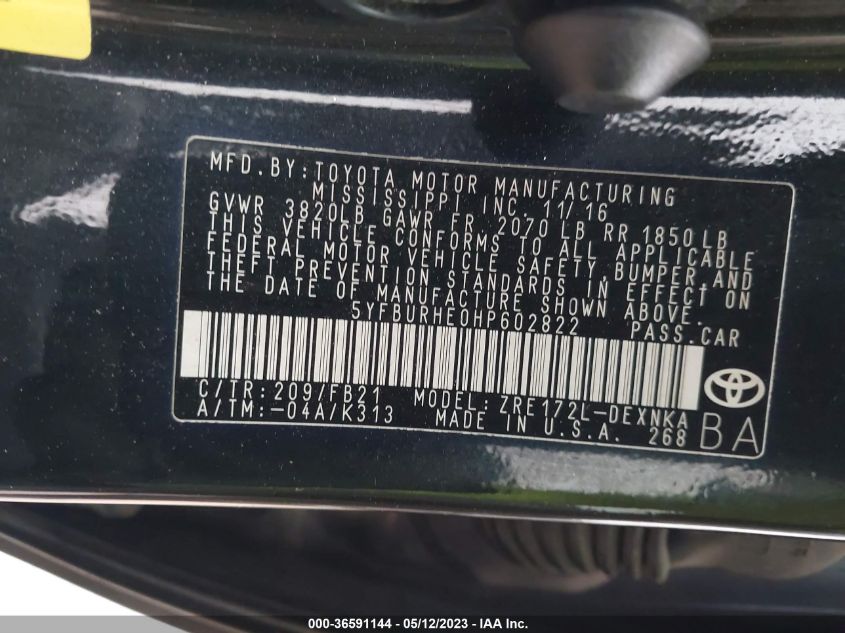 MFD.BY:TOYOTA MOTOR MANUFACTURING
MISSISSIPPI INC. 11/16
GVWR 3820LB GAWR FR 2070 LB RR 1850LB
THIS VEHICLE CONFORMS TO ALL APPLICABLE
FEDERAL MOTOR VEHICLE SAFETY,BUMPER,AND
THEFT PREVENTION STANDARDS IN EFFECT ON
THE DATE OF MANUFACTURE SHOWN ABOVE.
5YFBURHE0HP602822 PASS.CAR
C/TR:209/FB21 MODEL:ZRE172L-DEXNKA
A/TM:-04A/K313 MADE IN U.S.A. 268 BA
000-36591144 - 05/12/2023 - IAA Inc.